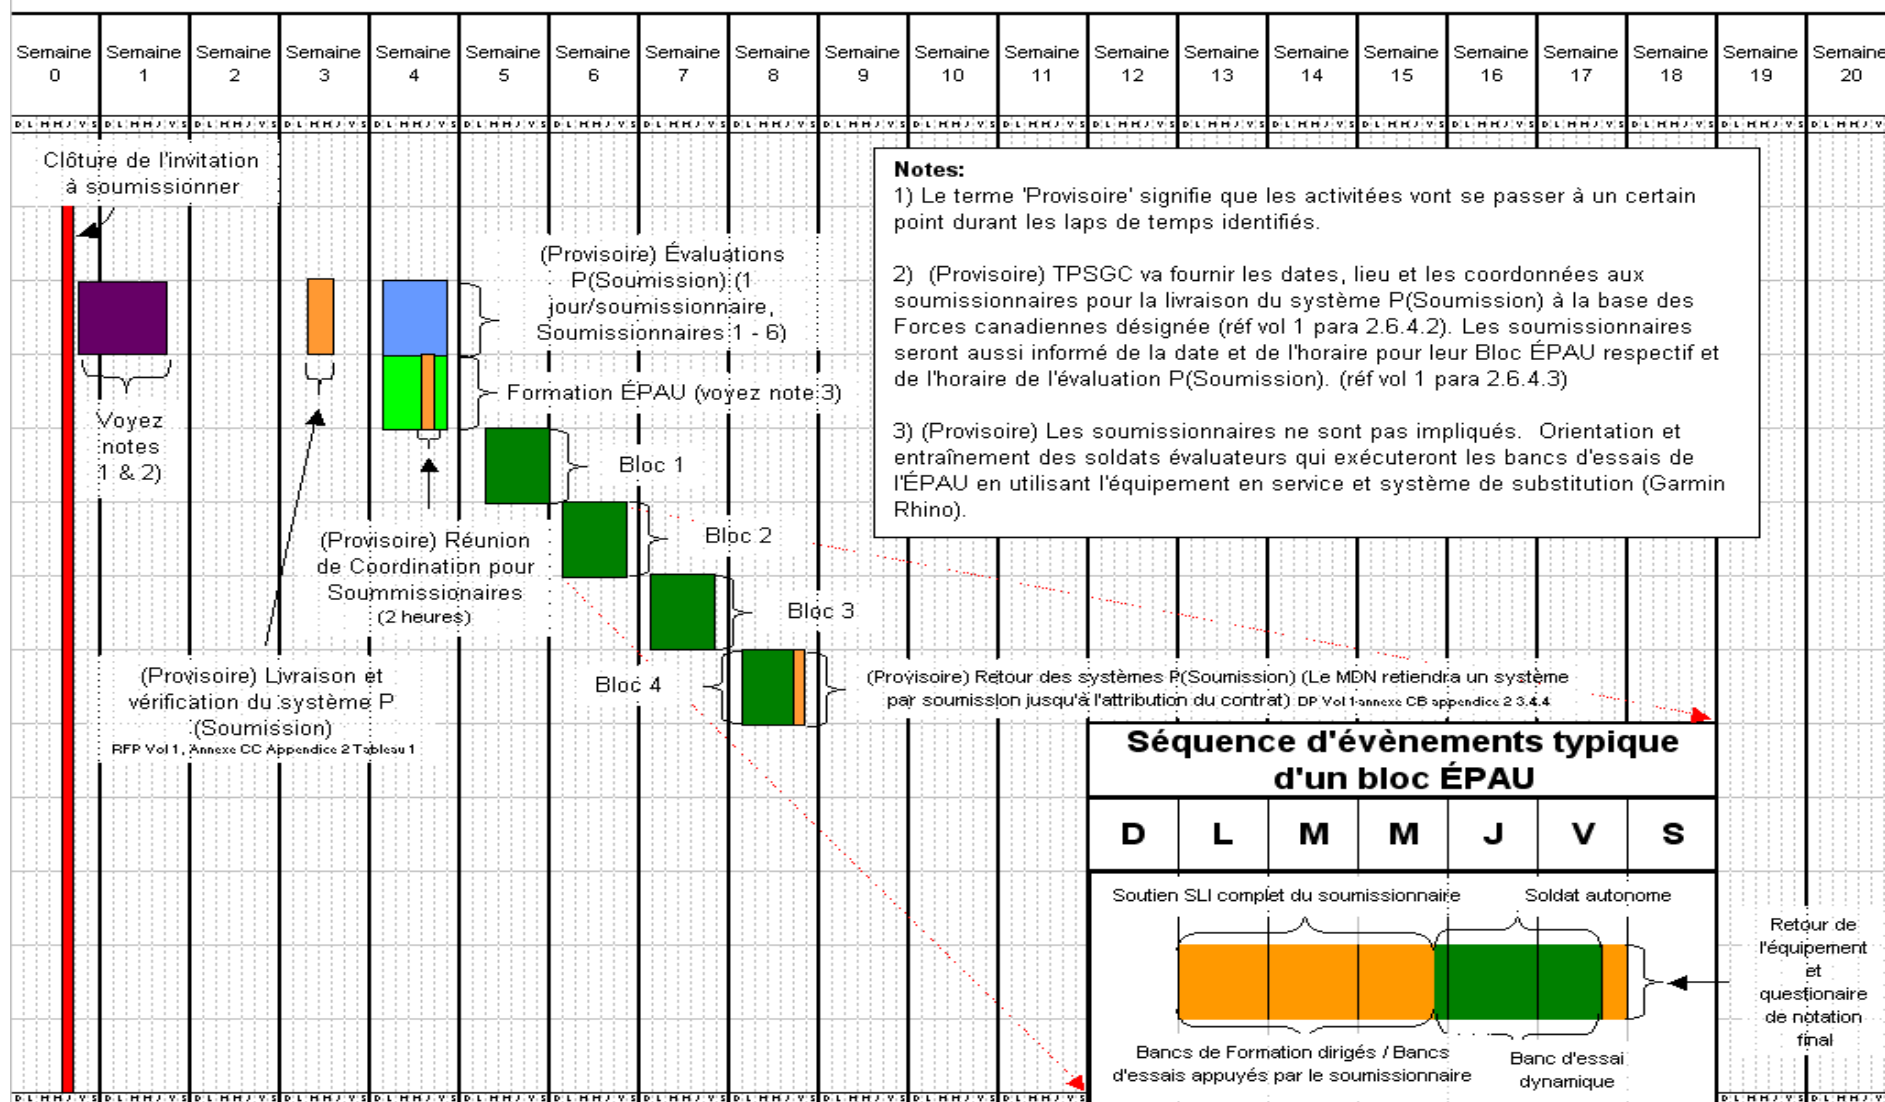 Semaine 0 Semaine 1 Semaine 2 Semaine 3 Semaine 4 Semaine 5 Semaine 6 Semaine 7 Semaine 8 Semaine 9 Semaine 10 Semaine 11 Semaine 12 Semaine 13 Semaine 14 Semaine 15 Semaine 16 Semaine 17 Semaine 18 Semaine 19 Semaine 20
Clôture de l'invitation
à soumissionner
Voyez
notes
1 & 2)
(Provisoire) Évaluations
P(Soumission) (1
jour/soumissionnaire,
Soumissionnaires 1 - 6)
Formation ÉPAU (voyez note 3)
Bloc 1
Bloc 2
Bloc 3
Bloc 4
(Provisoire) Réunion
de Coordination pour
Soummissionaires
(2 heures)
(Provisoire) Livraison et
vérification du système P
(Soumission)
RFP Vol 1, Annexe CC Appendice 2 Tableau 1
(Provisoire) Retour des systèmes P(Soumission) (Le MDN retiendra un système
par soumission jusqu'à l'attribution du contrat) DP Vol 1-annexe CB appendice 2 3.4.4
Notes:
1) Le terme 'Provisoire' signifie que les activitées vont se passer à un certain
point durant les laps de temps identifiés.
2) (Provisoire) TPSGC va fournir les dates, lieu et les coordonnées aux
soumissionnaires pour la livraison du système P(Soumission) à la base des
Forces canadiennes désignée (réf vol 1 para 2.6.4.2). Les soumissionnaires
seront aussi informé de la date et de l'horaire pour leur Bloc ÉPAU respectif et
de l'horaire de l'évaluation P(Soumission). (réf vol 1 para 2.6.4.3)
3) (Provisoire) Les soumissionnaires ne sont pas impliqués. Orientation et
entraînement des soldats évaluateurs qui exécuteront les bancs d'essais de
l'ÉPAU en utilisant l'équipement en service et système de substitution (Garmin
Rhino).
Séquence d'évènements typique
d'un bloc ÉPAU
D L M M J V S
Soutien SLI complet du soumissionnaire
Soldat autonome
Bancs de Formation dirigés / Bancs
d'essais appuyés par le soumissionnaire
Banc d'essai
dynamique
Retour de
l'équipement
et
questionaire
de notation
final